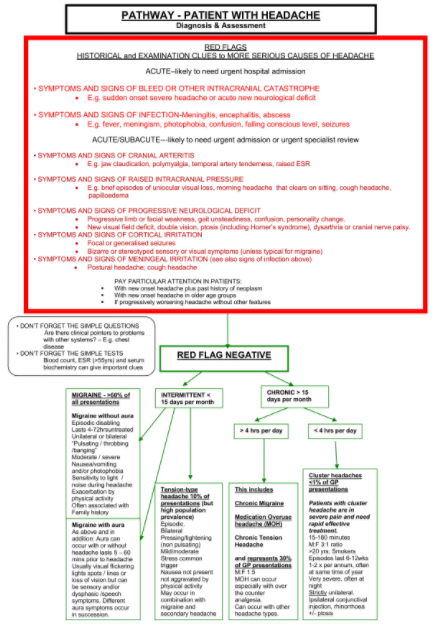 PATHWAY - PATIENT WITH HEADACHE
Diagnosis & Assessment
RED FLAGS
HISTORICAL and EXAMINATION CLUES to MORE SERIOUS CAUSES OF HEADACHE
ACUTE–likely to need urgent hospital admission
• SYMPTOMS AND SIGNS OF BLEED OR OTHER INTRACRANIAL CATASTROPHE
• E.g. sudden onset severe headache or acute new neurological deficit
• SYMPTOMS AND SIGNS OF INFECTION-Meningitis, encephalitis, abscess
• E.g. fever, meningism, photophobia, confusion, falling conscious level, seizures
ACUTE/SUBACUTE---likely to need urgent admission or urgent specialist review
• SYMPTOMS AND SIGNS OF CRANIAL ARTERITIS
• E.g. jaw claudication, polymyalgia, temporal artery tenderness, raised ESR
• SYMPTOMS AND SIGNS OF RAISED INTRACRANIAL PRESSURE
• E.g. brief episodes of unicocular visual loss, morning headache that clears on sitting, cough headache,
papilloedema
• SYMPTOMS AND SIGNS OF PROGRESSIVE NEUROLOGICAL DEFICIT
• Progressive limb or facial weakness, gait unsteadiness, confusion, personality change.
• New visual field deficit, double vision, ptosis (including Horner's syndrome), dysarthria or cranial nerve palsy.
• SYMPTOMS AND SIGNS OF CORTICAL IRRITATION
• Focal or generalised seizures
• Bizarre or stereotyped sensory or visual symptoms (unless typical for migraine)
• SYMPTOMS AND SIGNS OF MENINGEAL IRRITATION (see also signs of infection above)
• Postural headache; cough headache
PAY PARTICULAR ATTENTION IN PATIENTS:
▪ With new onset headache plus past history of neoplasm
▪ With new onset headache in older age groups
▪ If progressively worsening headache without other features
• DON'T FORGET THE SIMPLE QUESTIONS
Are there clinical pointers to problems
with other systems? – E.g. chest
disease
• DON'T FORGET THE SIMPLE TESTS
Blood count, ESR (>55yrs) and serum
biochemistry can give important clues
RED FLAG NEGATIVE
MIGRAINE - >60% of
all presentations
Migraine without aura
Episodic disabling
Lasts 4-72hrsuntreated
Unilateral or bilateral
"Pulsating / throbbing
/banging"
Moderate / severe
Nausea/vomiting
and/or photophobia
Sensitivity to light /
noise during headache
Exacerbation by
physical activity
Often associated with
Family history
Migraine with aura
As above and in
addition: Aura can
occur with or without
headache lasts 5 – 60
mins prior to headache
Usually visual flickering
lights spots / lines or
loss of vision but can
be sensory and/or
dysphasic /speech
symptoms. Different
aura symptoms occur
in succession.
INTERMITTENT <
15 days per month
Tension-type
headache 10% of
presentations (but
high population
prevalence)
Episodic,
Bilateral
Pressing/tightening
(non pulsating)
Mild/moderate
Stress common
trigger
Nausea not present
not aggravated by
physical activity
May occur in
combination with
migraine and
secondary headache
CHRONIC > 15
days per month
> 4 hrs per day
< 4 hrs per day
This includes
Chronic Migraine
Medication Overuse
headache (MOH)
Chronic Tension
Headache
and represents 30%
of GP presentations
M:F 1:5
MOH can occur
especially with over
the counter
analgesia.
Can occur with other
headache types.
Cluster headaches
<1% of GP
presentations
Patients with cluster
headache are in
severe pain and need
rapid effective
treatment.
15-180 minutes
M:F 3:1 ratio
>20 yrs; Smokers
Episodes last 6-12wks
1-2 x per annum, often
at same time of year
Very severe, often at
night
Strictly unilateral.
Ipsilateral conjunctival
injection, rhinorrhoea
+/- ptosis